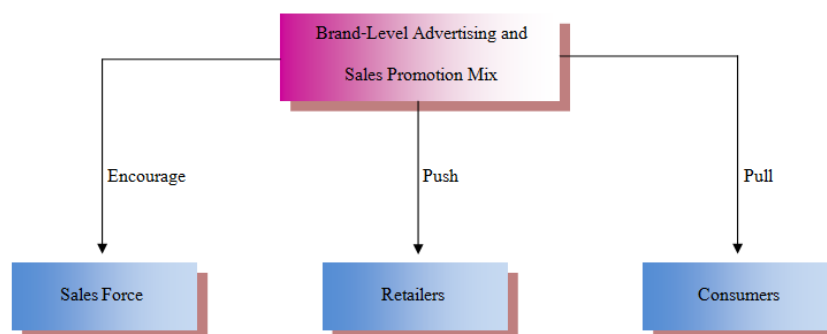 Brand-Level Advertising and
Sales Promotion Mix
Encourage
Push
Pull
Sales Force
Retailers
Consumers